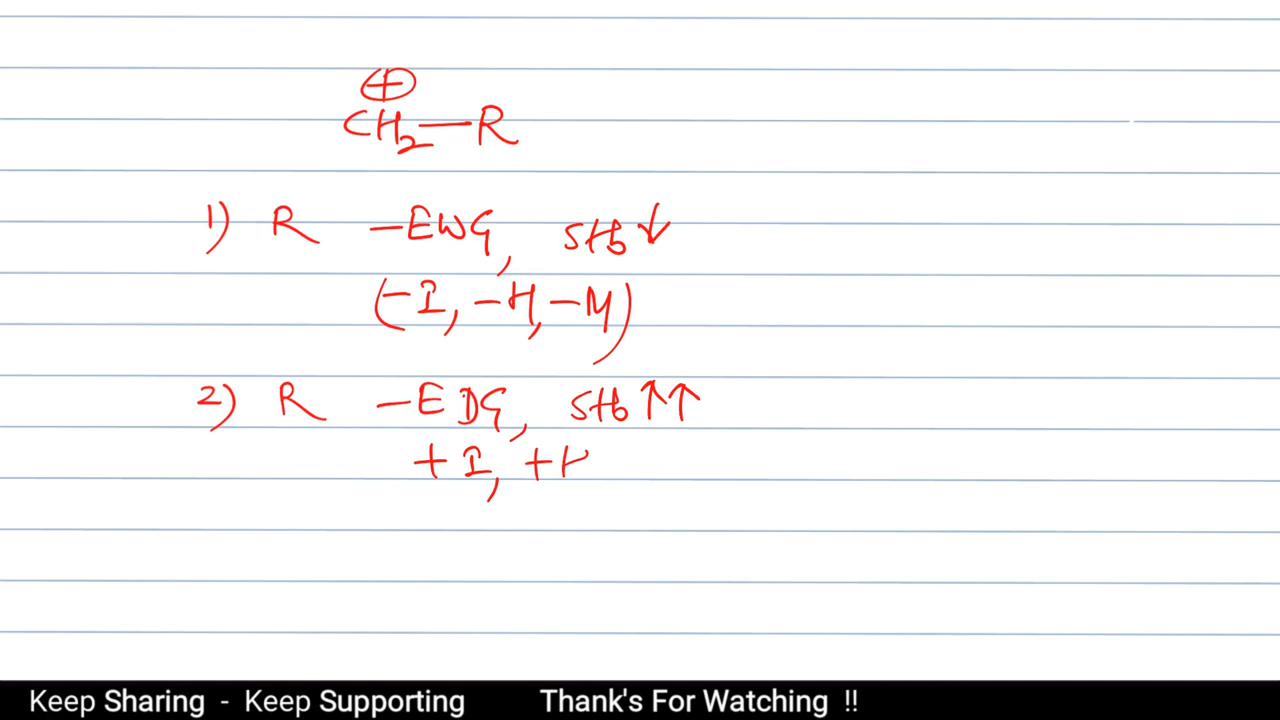 ⊕
CH₂—R
1) R —EWG, stb ↓
(-I, -H, -M)
2) R —EDG, stb ↑↑
+I, +H
Keep Sharing - Keep Supporting Thank's For Watching !!